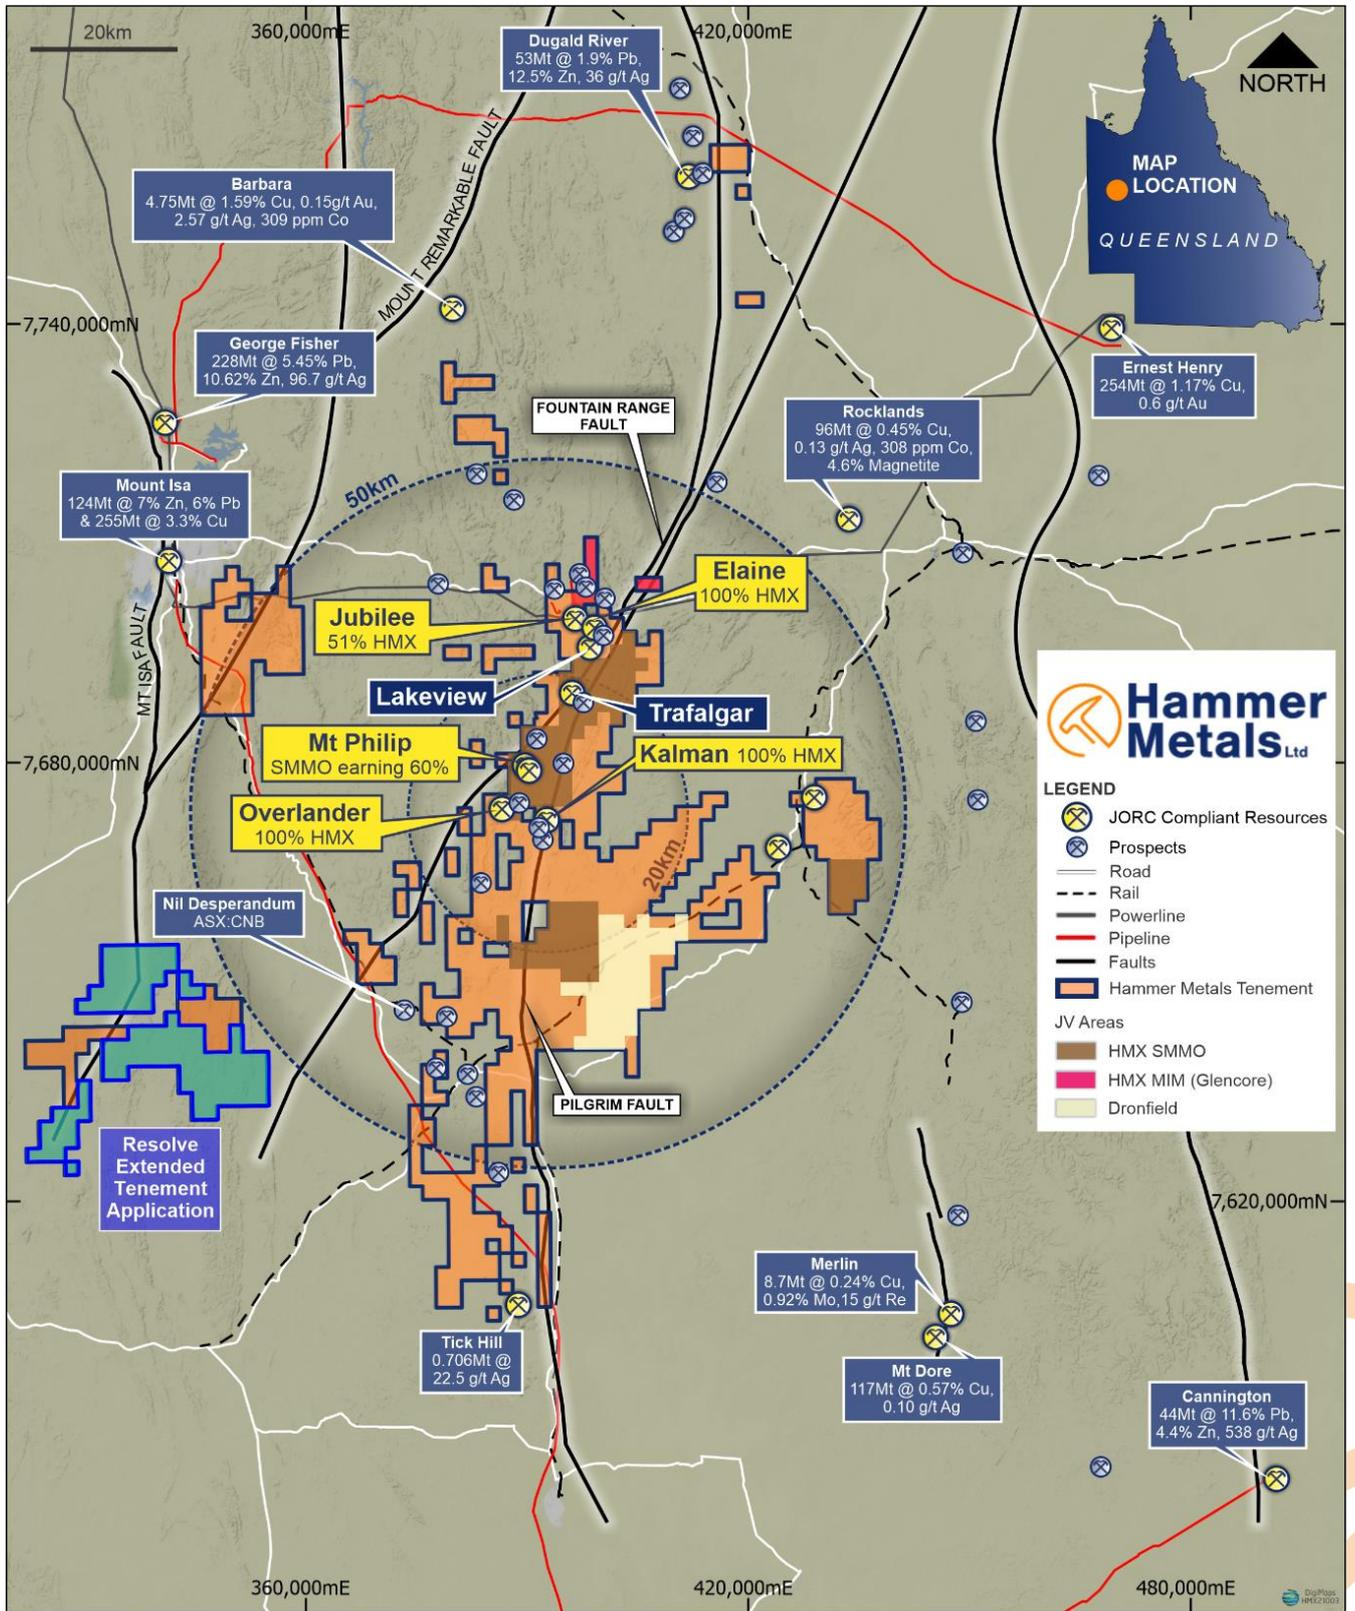 20km
360,000mE
420,000mE
NORTH
Dugald River
53Mt @ 1.9% Pb,
12.5% Zn, 36 g/t Ag
MAP
LOCATION
QUEENSLAND
Barbara
4.75Mt @ 1.59% Cu, 0.15g/t Au,
2.57 g/t Ag, 309 ppm Co
MOUNT REMARKABLE FAULT
7,740,000mN
George Fisher
228Mt @ 5.45% Pb,
10.62% Zn, 96.7 g/t Ag
Ernest Henry
254Mt @ 1.17% Cu,
0.6 g/t Au
FOUNTAIN RANGE
FAULT
Rocklands
96Mt @ 0.45% Cu,
0.13 g/t Ag, 308 ppm Co,
4.6% Magnetite
Mount Isa
124Mt @ 7% Zn, 6% Pb
& 255Mt @ 3.3% Cu
50km
Elaine
100% HMX
Jubilee
51% HMX
MT ISA FAULT
Lakeview
Trafalgar
Mt Philip
SMMO earning 60%
Kalman 100% HMX
7,680,000mN
Overlander
100% HMX
20km
Nil Desperandum
ASX:CNB
Hammer
Metals Ltd
LEGEND
JORC Compliant Resources
Prospects
Road
Rail
Powerline
Pipeline
Faults
Hammer Metals Tenement
JV Areas
HMX SMMO
HMX MIM (Glencore)
Dronfield
PILGRIM FAULT
Resolve
Extended
Tenement
Application
7,620,000mN
Merlin
8.7Mt @ 0.24% Cu,
0.92% Mo,15 g/t Re
Tick Hill
0.706Mt @
22.5 g/t Ag
Mt Dore
117Mt @ 0.57% Cu,
0.10 g/t Ag
Cannington
44Mt @ 11.6% Pb,
4.4% Zn, 538 g/t Ag
360,000mE
420,000mE
480,000mE
DigiMaps
HMX21003